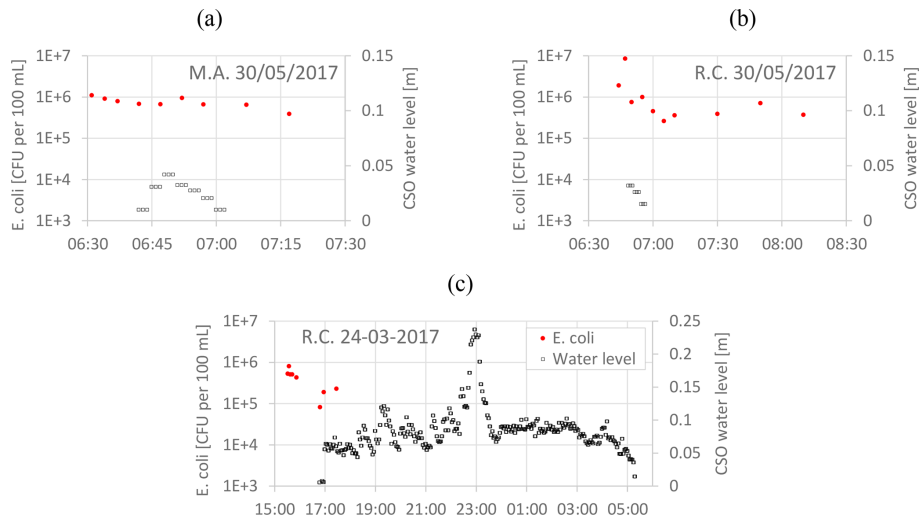 (a)
M.A. 30/05/2017
E. coli [CFU per 100 mL]
1E+7
1E+6
1E+5
1E+4
1E+3
0.15
0.1
0.05
0
CSO water level [m]
06:30 06:45 07:00 07:15 07:30
(b)
R.C. 30/05/2017
E. coli [CFU per 100 mL]
1E+7
1E+6
1E+5
1E+4
1E+3
0.15
0.1
0.05
0
CSO water level [m]
06:30 07:00 07:30 08:00 08:30
(c)
R.C. 24-03-2017
E. coli
Water level
E. coli [CFU per 100 mL]
1E+7
1E+6
1E+5
1E+4
1E+3
0.25
0.2
0.15
0.1
0.05
0
CSO water level [m]
15:00 17:00 19:00 21:00 23:00 01:00 03:00 05:00